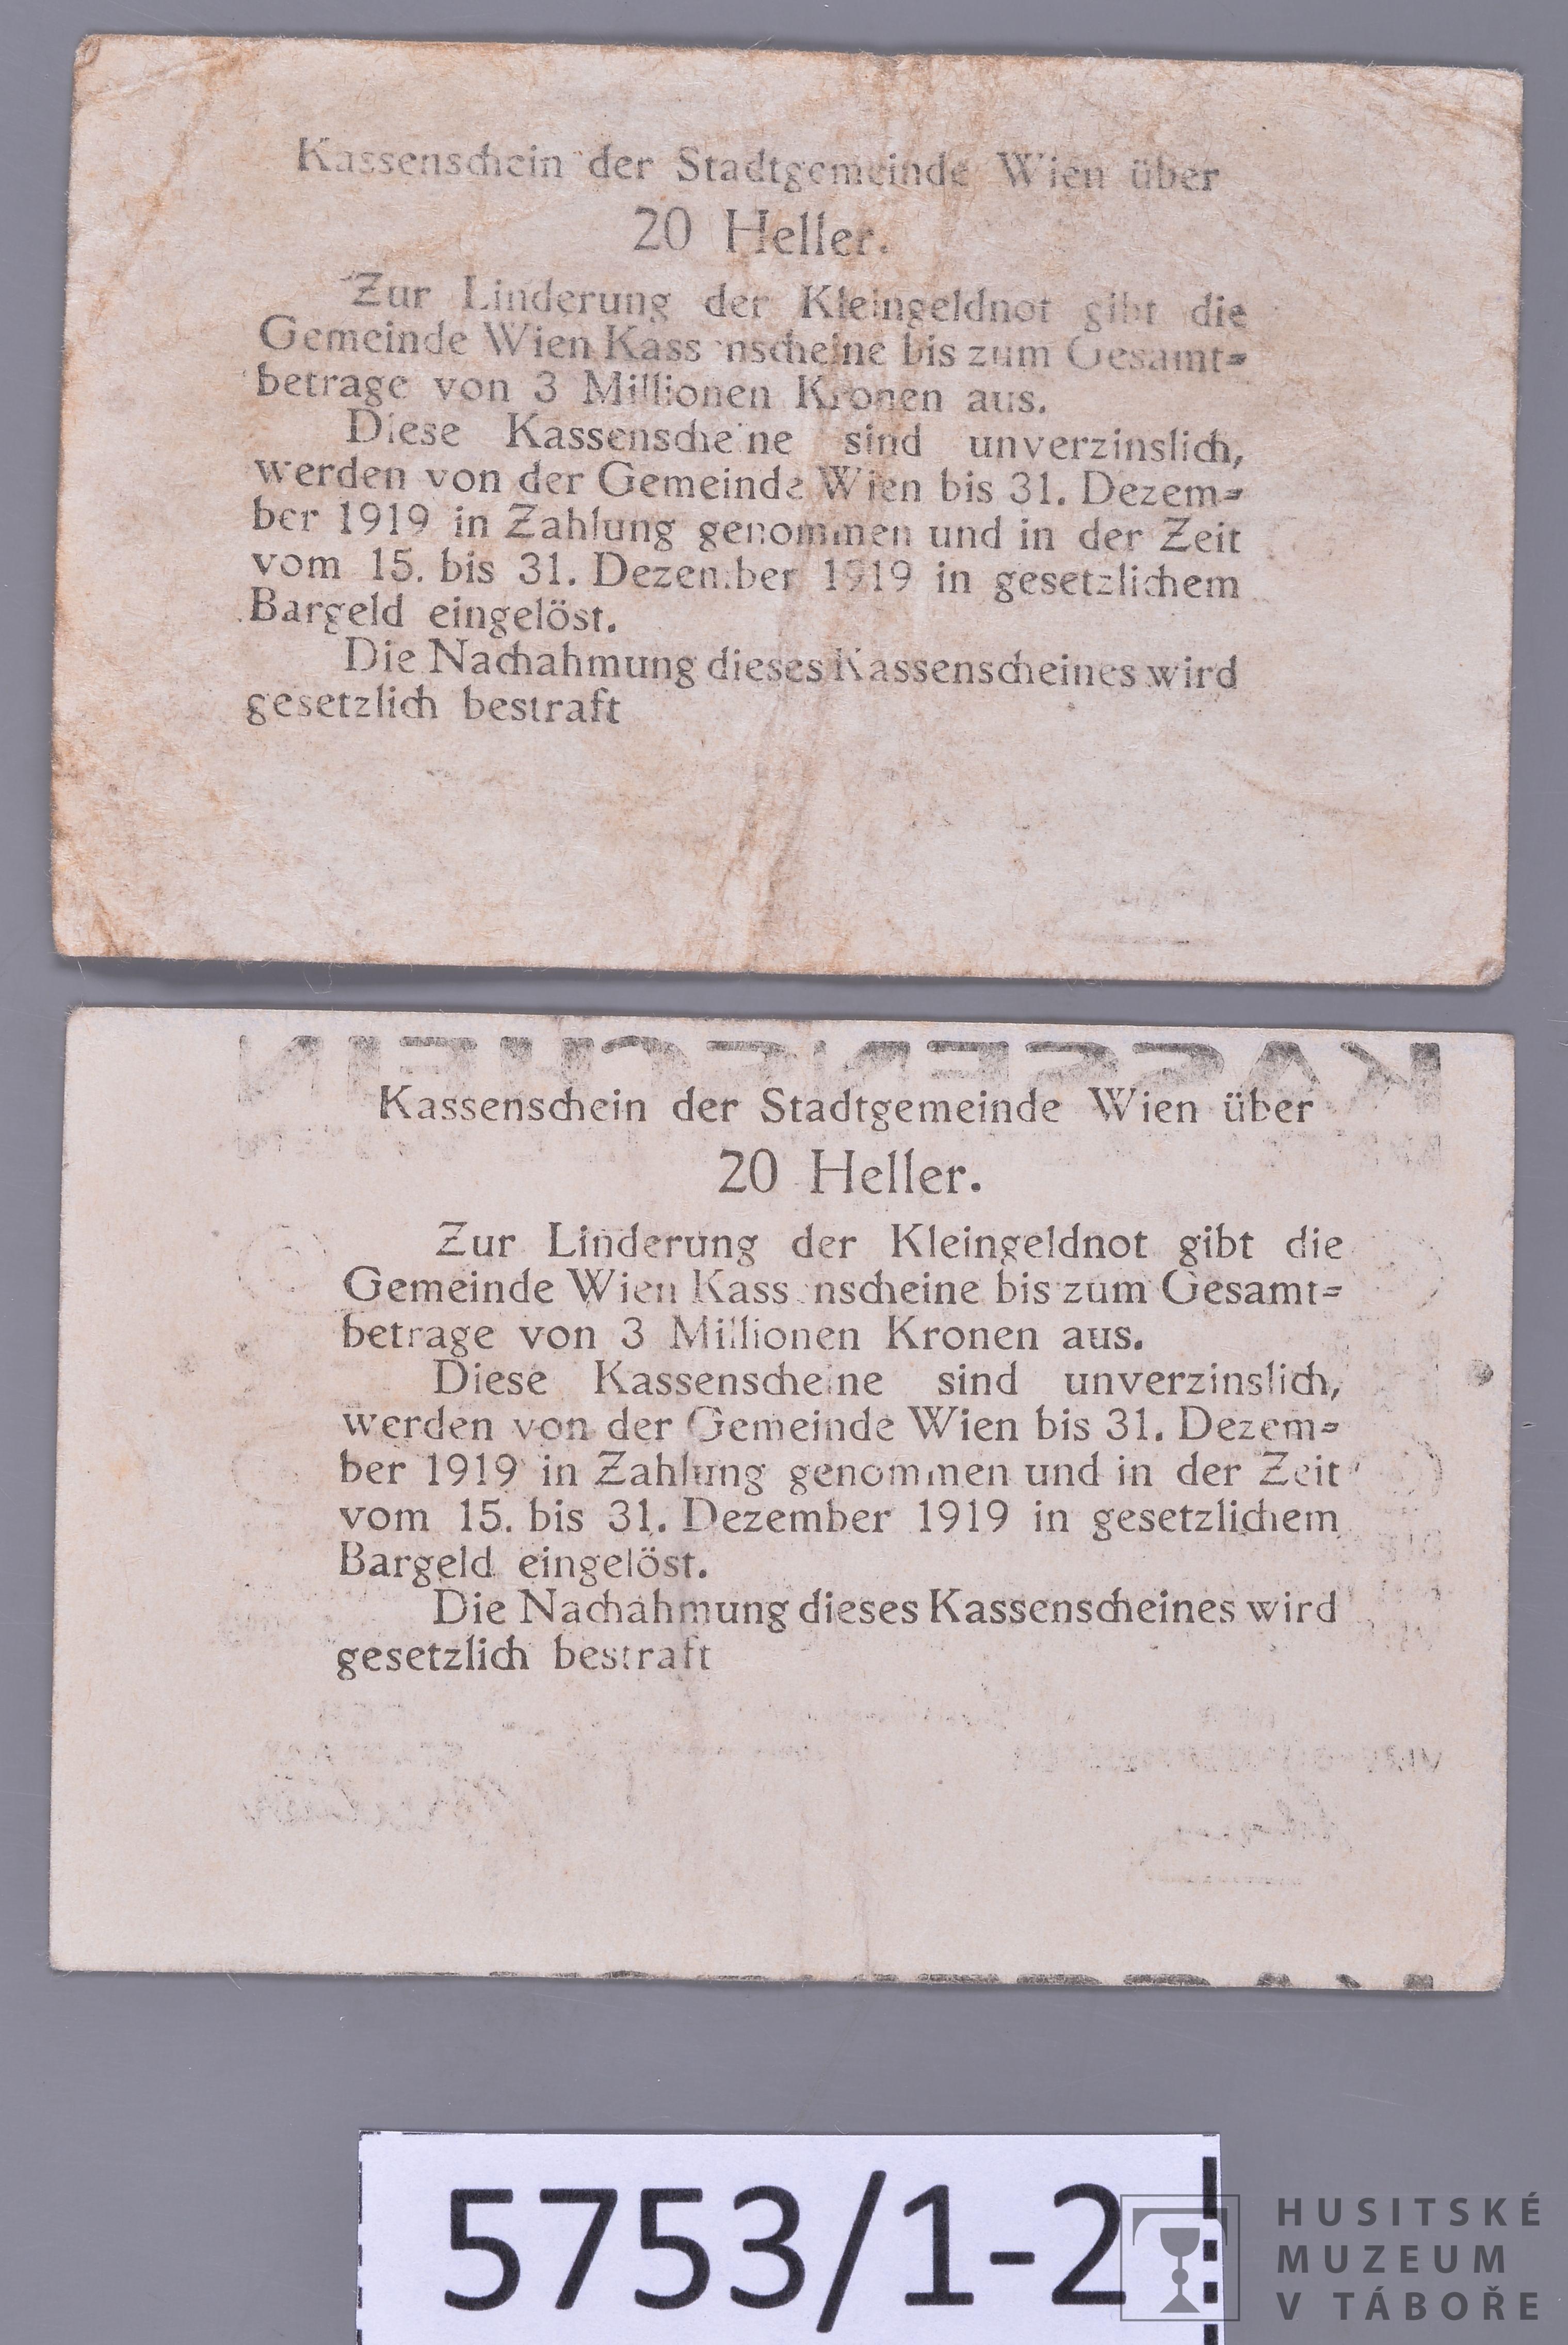 Kassenschein der Stadtgemeinde Wien über
20 Heller.
Zur Linderung der Kleingeldnot gibt die
Gemeinde Wien Kass nscheine bis zum Gesamt=
betrage von 3 Millionen Kronen aus.
Diese Kassenscheine sind unverzinslich,
werden von der Gemeinde Wien bis 31. Dezem=
ber 1919 in Zahlung genommen und in der Zeit
vom 15. bis 31. Dezember 1919 in gesetzlichem
Bargeld eingelöst.
Die Nachahmung dieses Kassenscheines wird
gesetzlich bestraft
KASSENSCHEIN
Kassenschein der Stadtgemeinde Wien über
20 Heller.
Zur Linderung der Kleingeldnot gibt die
Gemeinde Wien Kass nscheine bis zum Gesamt=
betrage von 3 Millionen Kronen aus.
Diese Kassenscheine sind unverzinslich,
werden von der Gemeinde Wien bis 31. Dezem=
ber 1919 in Zahlung genommen und in der Zeit
vom 15. bis 31. Dezember 1919 in gesetzlichem
Bargeld eingelöst.
Die Nachahmung dieses Kassenscheines wird
gesetzlich bestraft
5753/1-2
HUSITSKÉ
MUZEUM
V TÁBOŘE